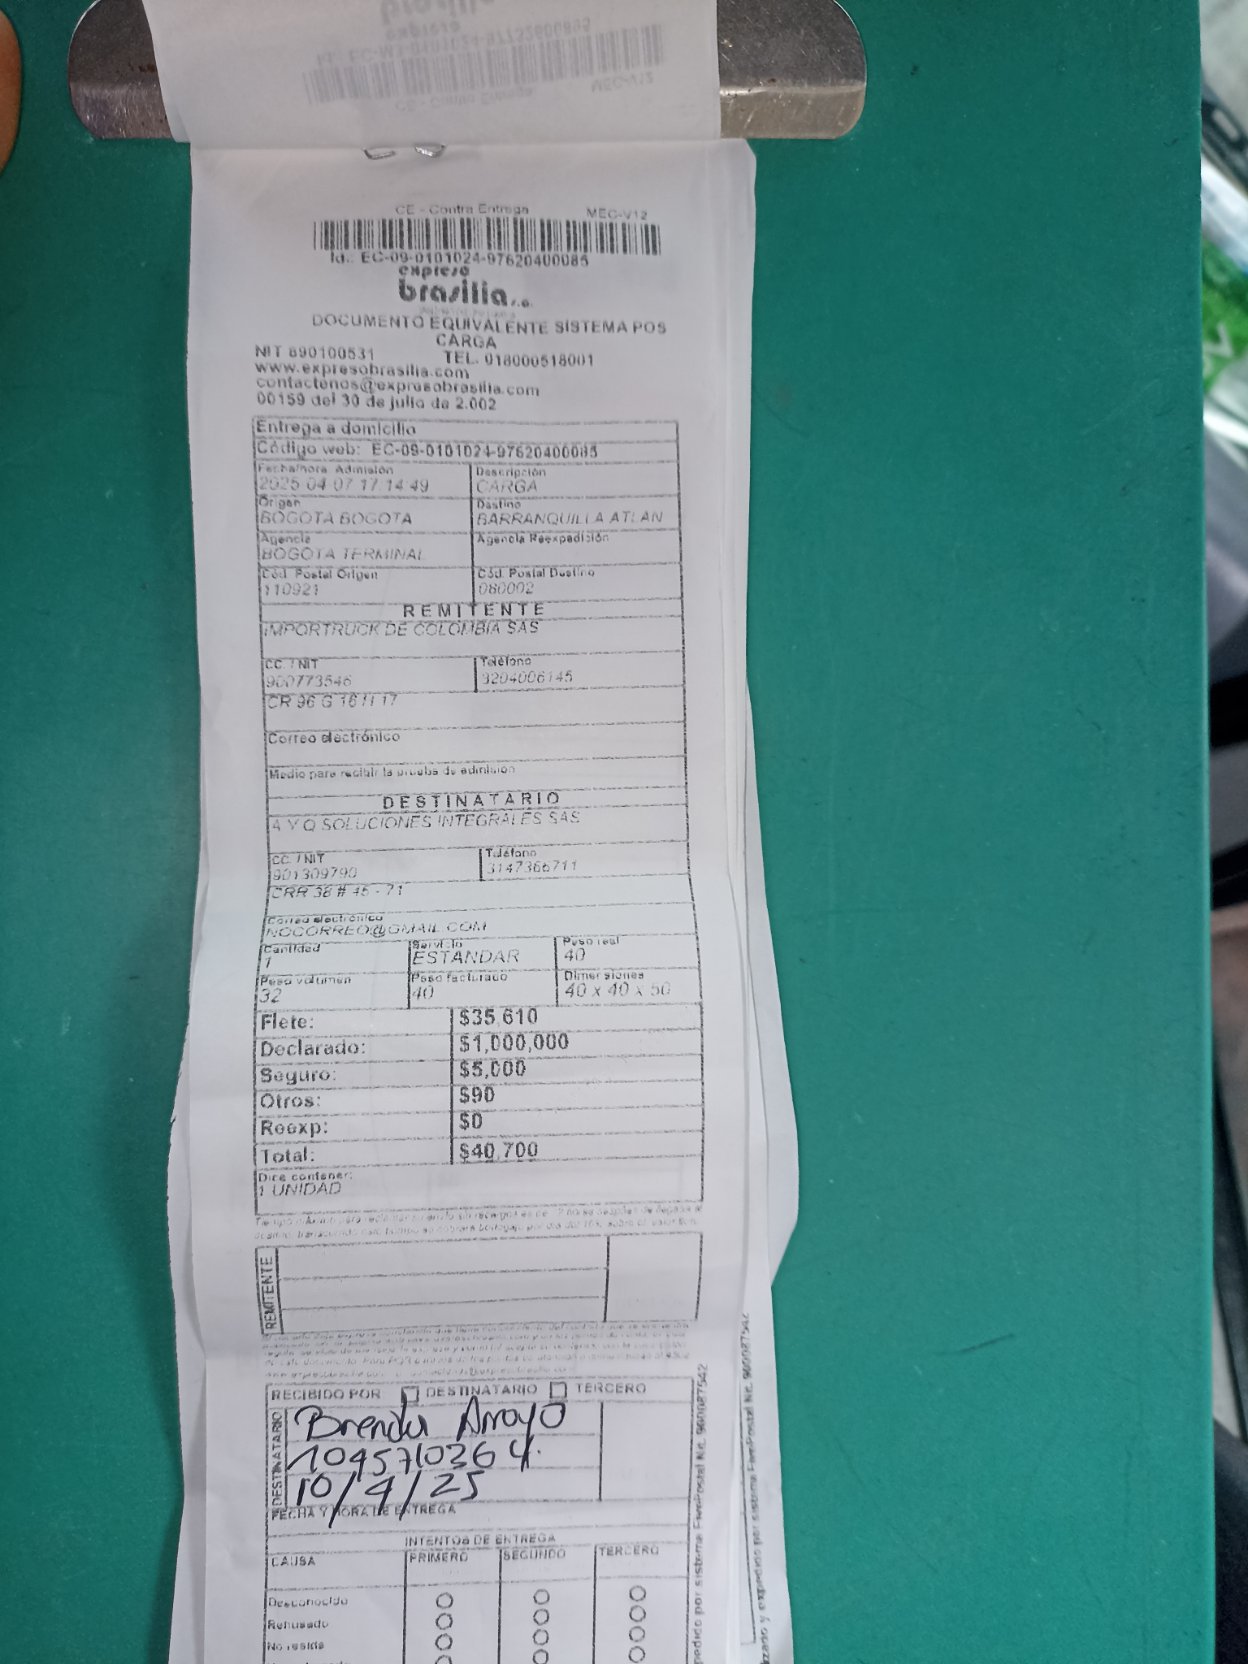 CE - Contra Entrega MEC-V12
Id.: EC-09-0101024-97620400085
expreso
brasilia s.a.
DOCUMENTO EQUIVALENTE SISTEMA POS
CARGA
NIT 890100531 TEL. 018000518001
www.expresobrasilia.com
contactenos@expresobrasilia.com
00159 del 30 de julio de 2.002
Entrega a domicilio
Código web: EC-09-0101024-97620400085
Fecha/hora Admisión Descripción
2025-04-07 17:14:49 CARGA
Origen Destino
BOGOTA BOGOTA BARRANQUILLA ATLAN
Agencia Agencia Reexpedición
BOGOTA TERMINAL
Cód. Postal Origen Cód. Postal Destino
110921 080002
REMITENTE
IMPORTRUCK DE COLOMBIA SAS
CC. / NIT Teléfono
900773546 3204006145
CR 96 G 16 H 17
Correo electrónico
Medio para recibir la prueba de admisión
DESTINATARIO
A Y Q SOLUCIONES INTEGRALES SAS
CC. / NIT Teléfono
901309790 3147366711
CRR 38 # 45 - 71
Correo electrónico
NOCORREO@GMAIL.COM
Cantidad Servicio Peso real
1 ESTANDAR 40
Peso volumen Peso facturado Dimensiones
32 40 40 x 40 x 50
Flete: $35,610
Declarado: $1,000,000
Seguro: $5,000
Otros: $90
Reexp: $0
Total: $40,700
Dice contener:
1 UNIDAD
REMITENTE
RECIBIDO POR DESTINATARIO TERCERO
DESTINATARIO
Brenda Arroyo
1045710364.
10/4/25
FECHA Y HORA DE ENTREGA
INTENTOS DE ENTREGA
CAUSA PRIMERO SEGUNDO TERCERO
Desconocido
Rehusado
No reside